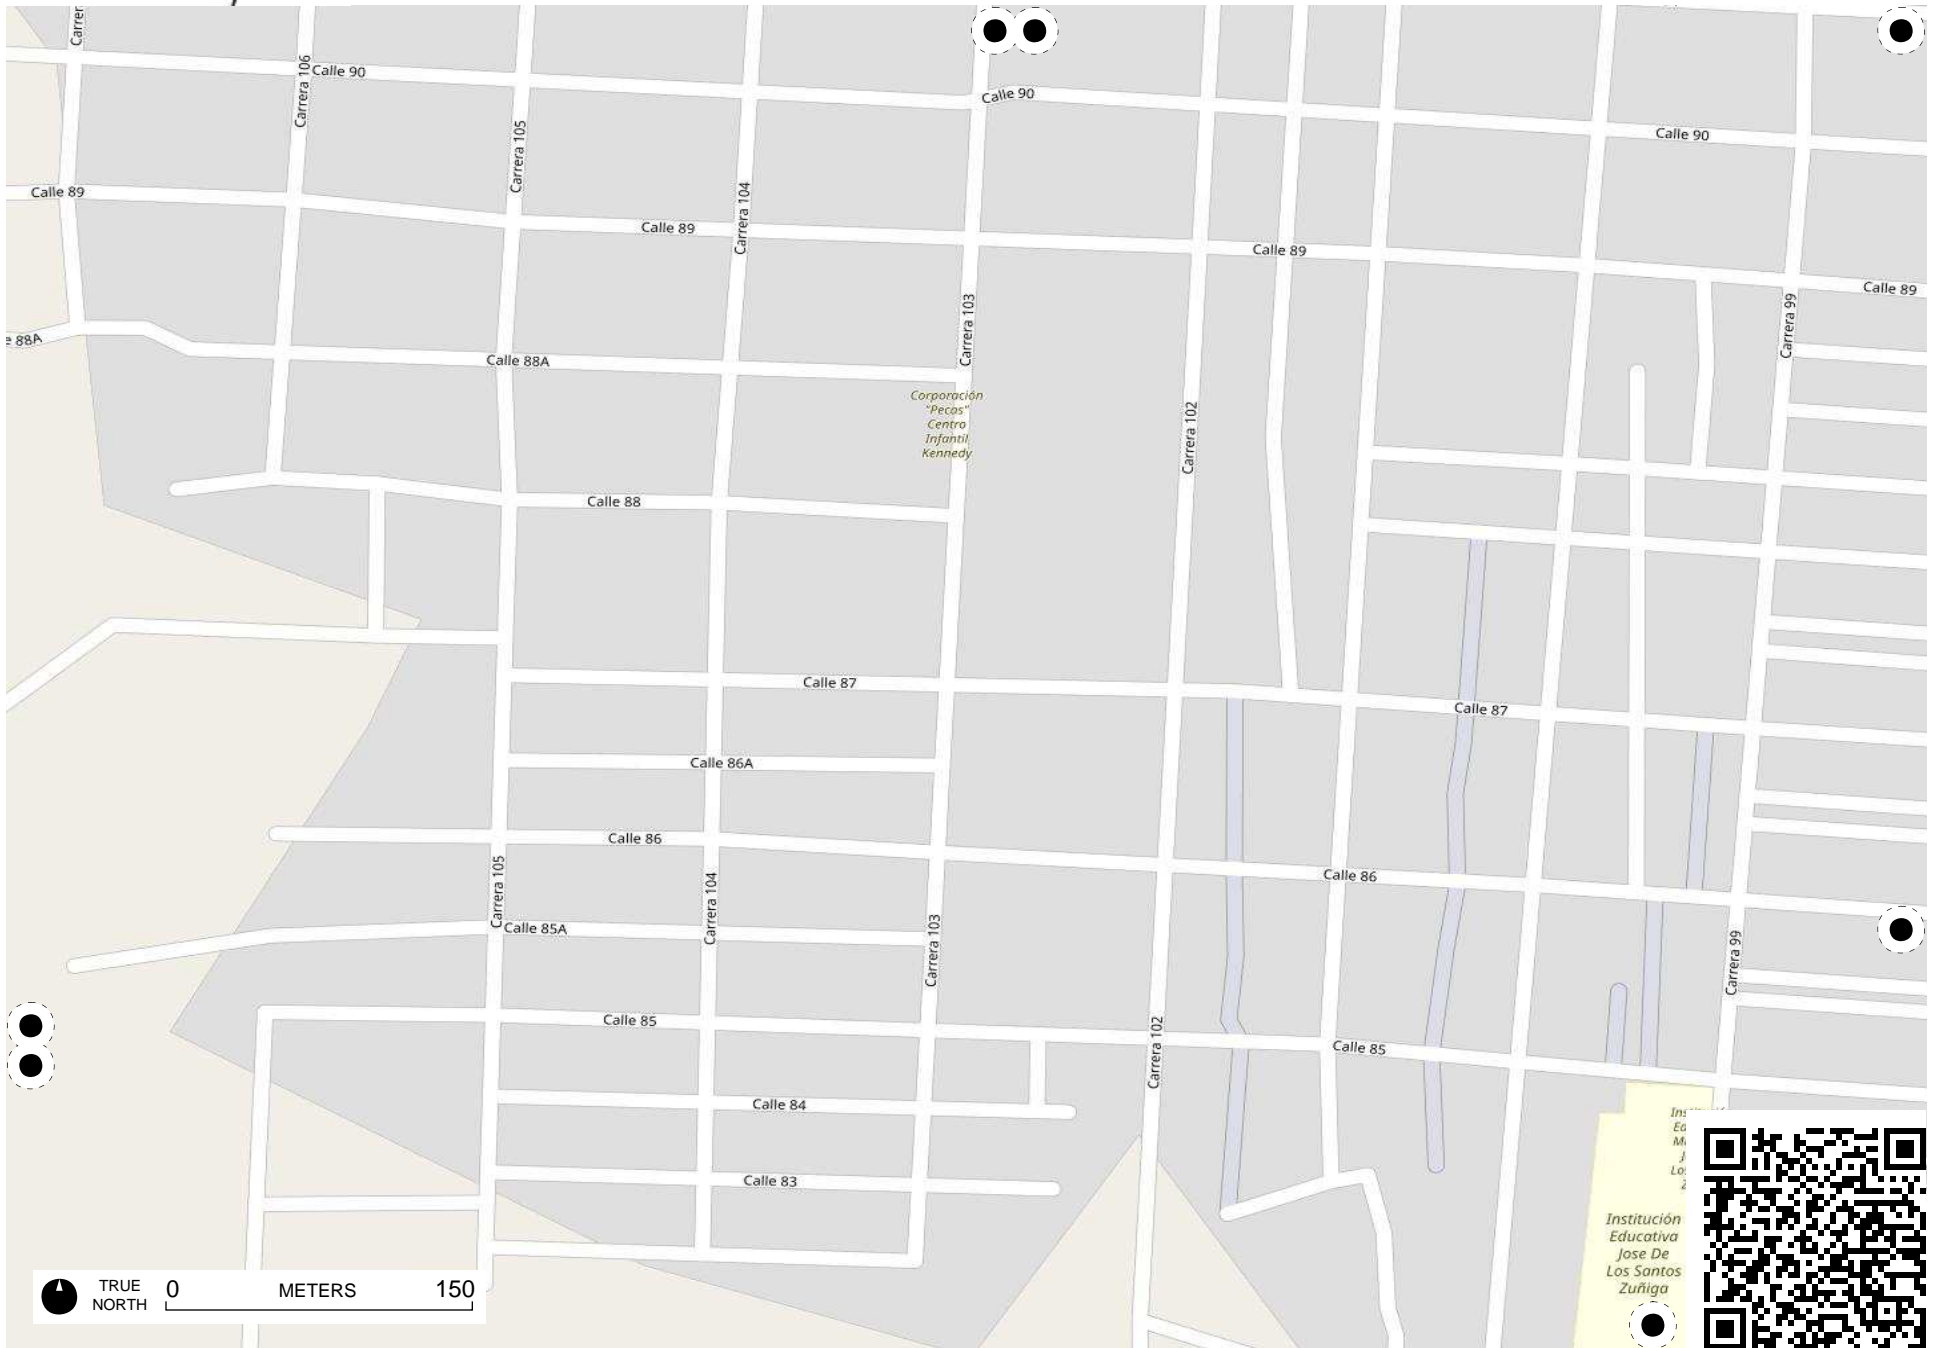 Carrera 106
Calle 90
Calle 90
Calle 90
Carrera 105
Calle 89
Carrera 104
Calle 89
Calle 89
Calle 89
Carrera 103
Carrera 99
88A
Calle 88A
Corporación
"Pecas"
Centro
Infantil
Kennedy
Carrera 102
Calle 88
Calle 87
Calle 87
Calle 86A
Calle 86
Calle 86
Carrera 105
Carrera 104
Calle 85A
Carrera 103
Carrera 99
Calle 85
Carrera 102
Calle 85
Calle 84
Calle 83
Institución
Educativa
Jose De
Los Santos
Zuñiga
TRUE
NORTH
0 METERS 150